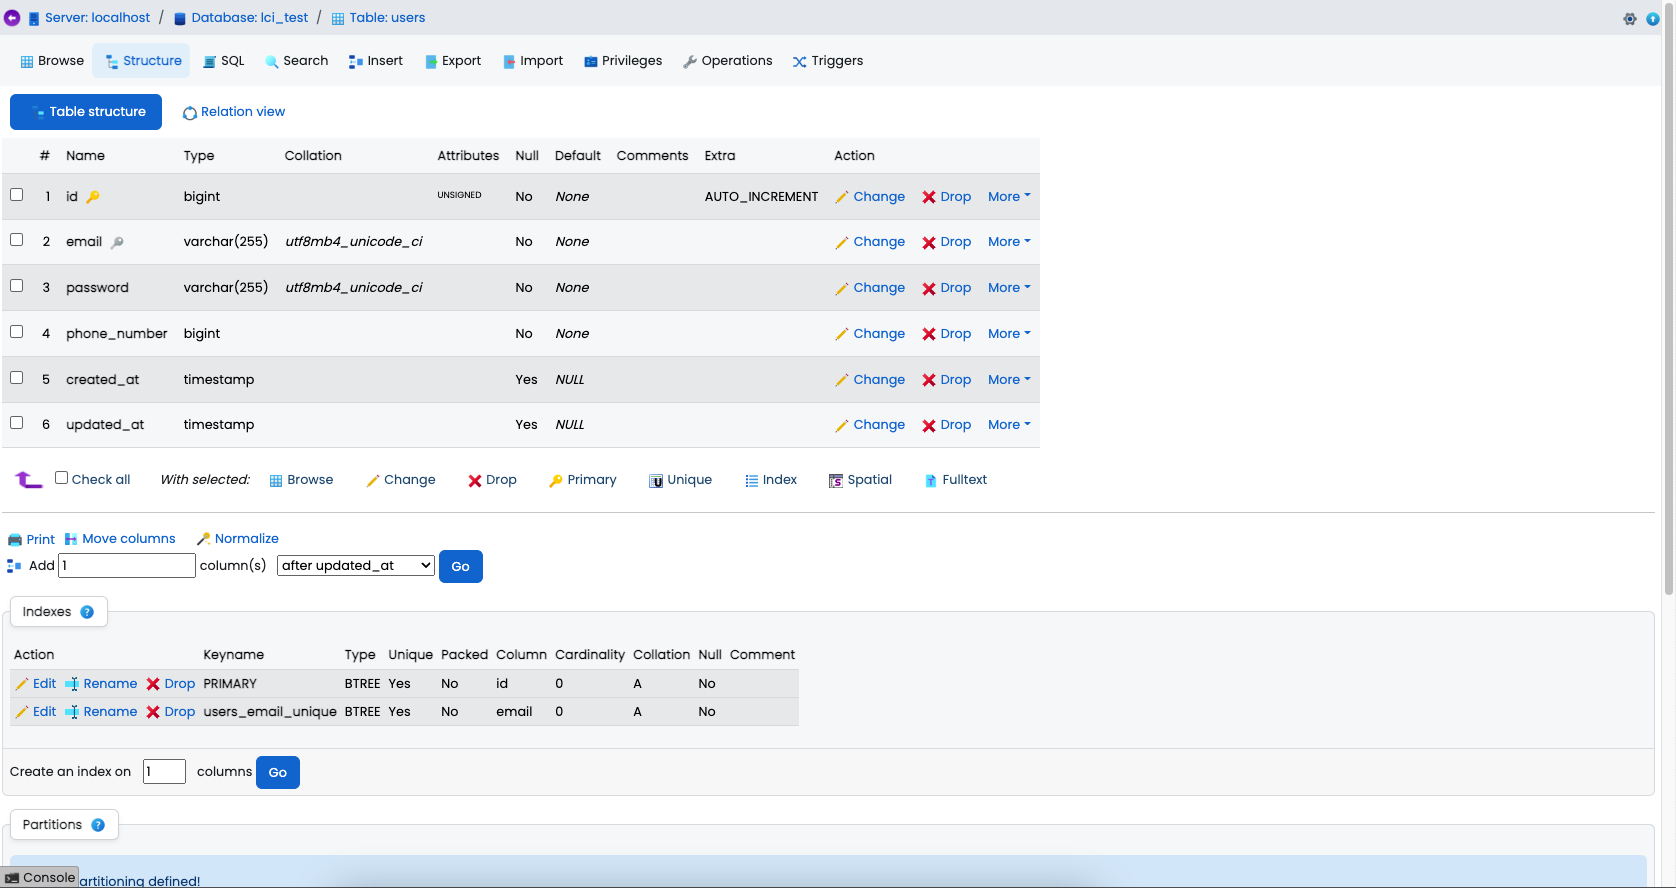 Server: localhost / Database: lci_test / Table: users
Browse Structure SQL Search Insert Export Import Privileges Operations Triggers
Table structure Relation view
# Name Type Collation Attributes Null Default Comments Extra Action
1 id bigint UNSIGNED No None AUTO_INCREMENT Change Drop More
2 email varchar(255) utf8mb4_unicode_ci No None Change Drop More
3 password varchar(255) utf8mb4_unicode_ci No None Change Drop More
4 phone_number bigint No None Change Drop More
5 created_at timestamp Yes NULL Change Drop More
6 updated_at timestamp Yes NULL Change Drop More
Check all With selected: Browse Change Drop Primary Unique Index Spatial Fulltext
Print Move columns Normalize
Add 1 column(s) after updated_at Go
Indexes
Action Keyname Type Unique Packed Column Cardinality Collation Null Comment
Edit Rename Drop PRIMARY BTREE Yes No id 0 A No
Edit Rename Drop users_email_unique BTREE Yes No email 0 A No
Create an index on 1 columns Go
Partitions
Console artitioning defined!